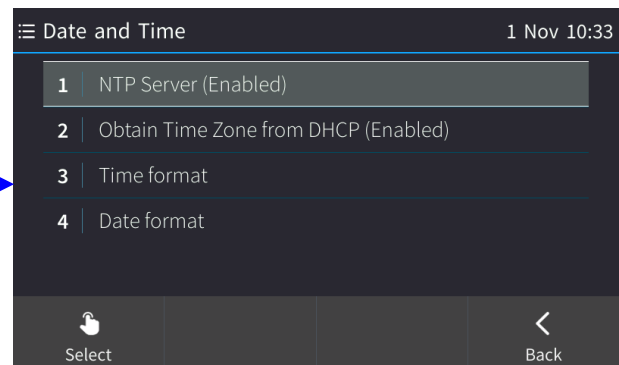 Date and Time 1 Nov 10:33
1 NTP Server (Enabled)
2 Obtain Time Zone from DHCP (Enabled)
3 Time format
4 Date format
Select Back